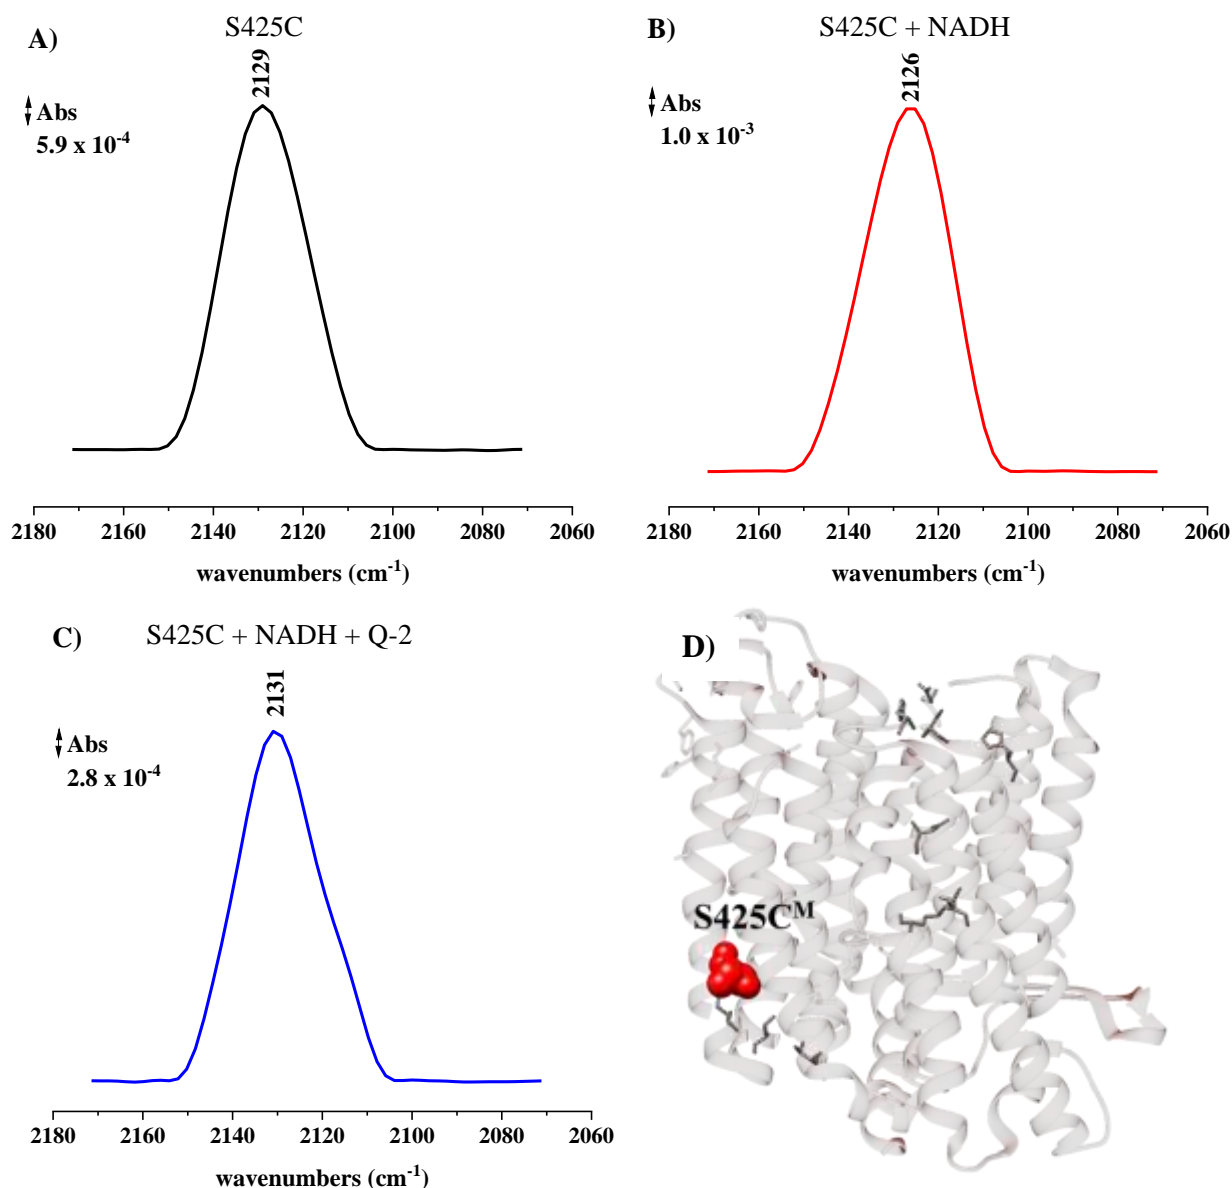 A)
S425C
2129
Abs
5.9 x 10⁻⁴
2180 2160 2140 2120 2100 2080 2060
wavenumbers (cm⁻¹)
B)
S425C + NADH
2126
Abs
1.0 x 10⁻³
2180 2160 2140 2120 2100 2080 2060
wavenumbers (cm⁻¹)
C)
S425C + NADH + Q-2
2131
Abs
2.8 x 10⁻⁴
2180 2160 2140 2120 2100 2080 2060
wavenumbers (cm⁻¹)
D)
S425Cᴹ